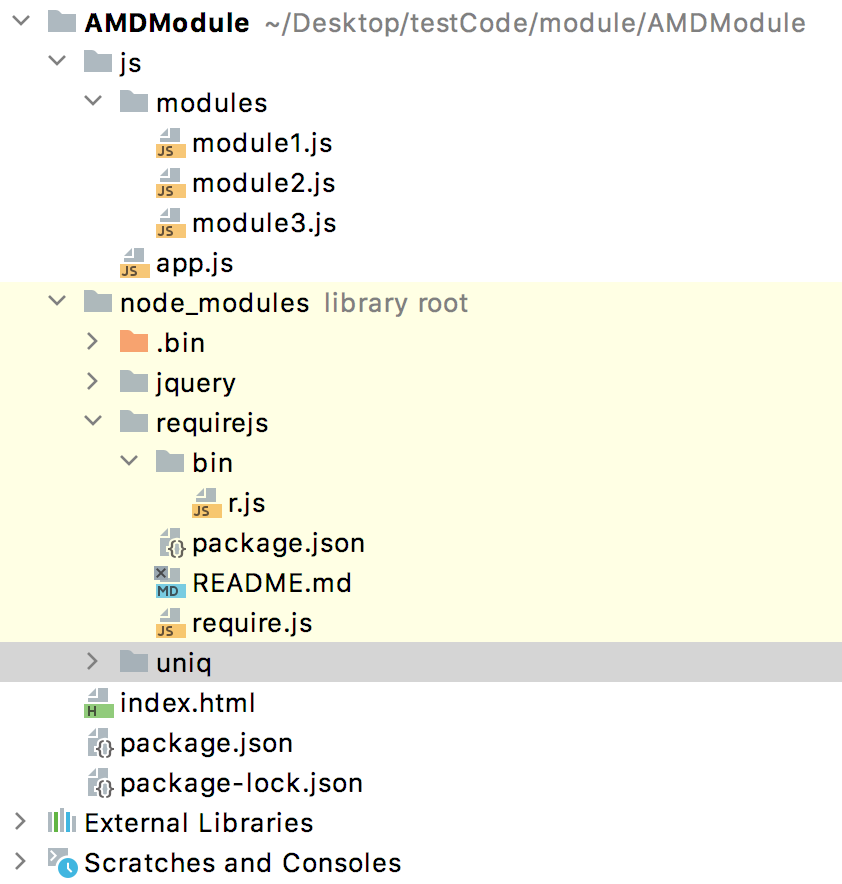 AMDModule ~/Desktop/testCode/module/AMDModule
js
modules
JS module1.js
JS module2.js
JS module3.js
JS app.js
node_modules library root
.bin
jquery
requirejs
bin
JS r.js
{} package.json
MD README.md
JS require.js
uniq
H index.html
{} package.json
{} package-lock.json
External Libraries
Scratches and Consoles